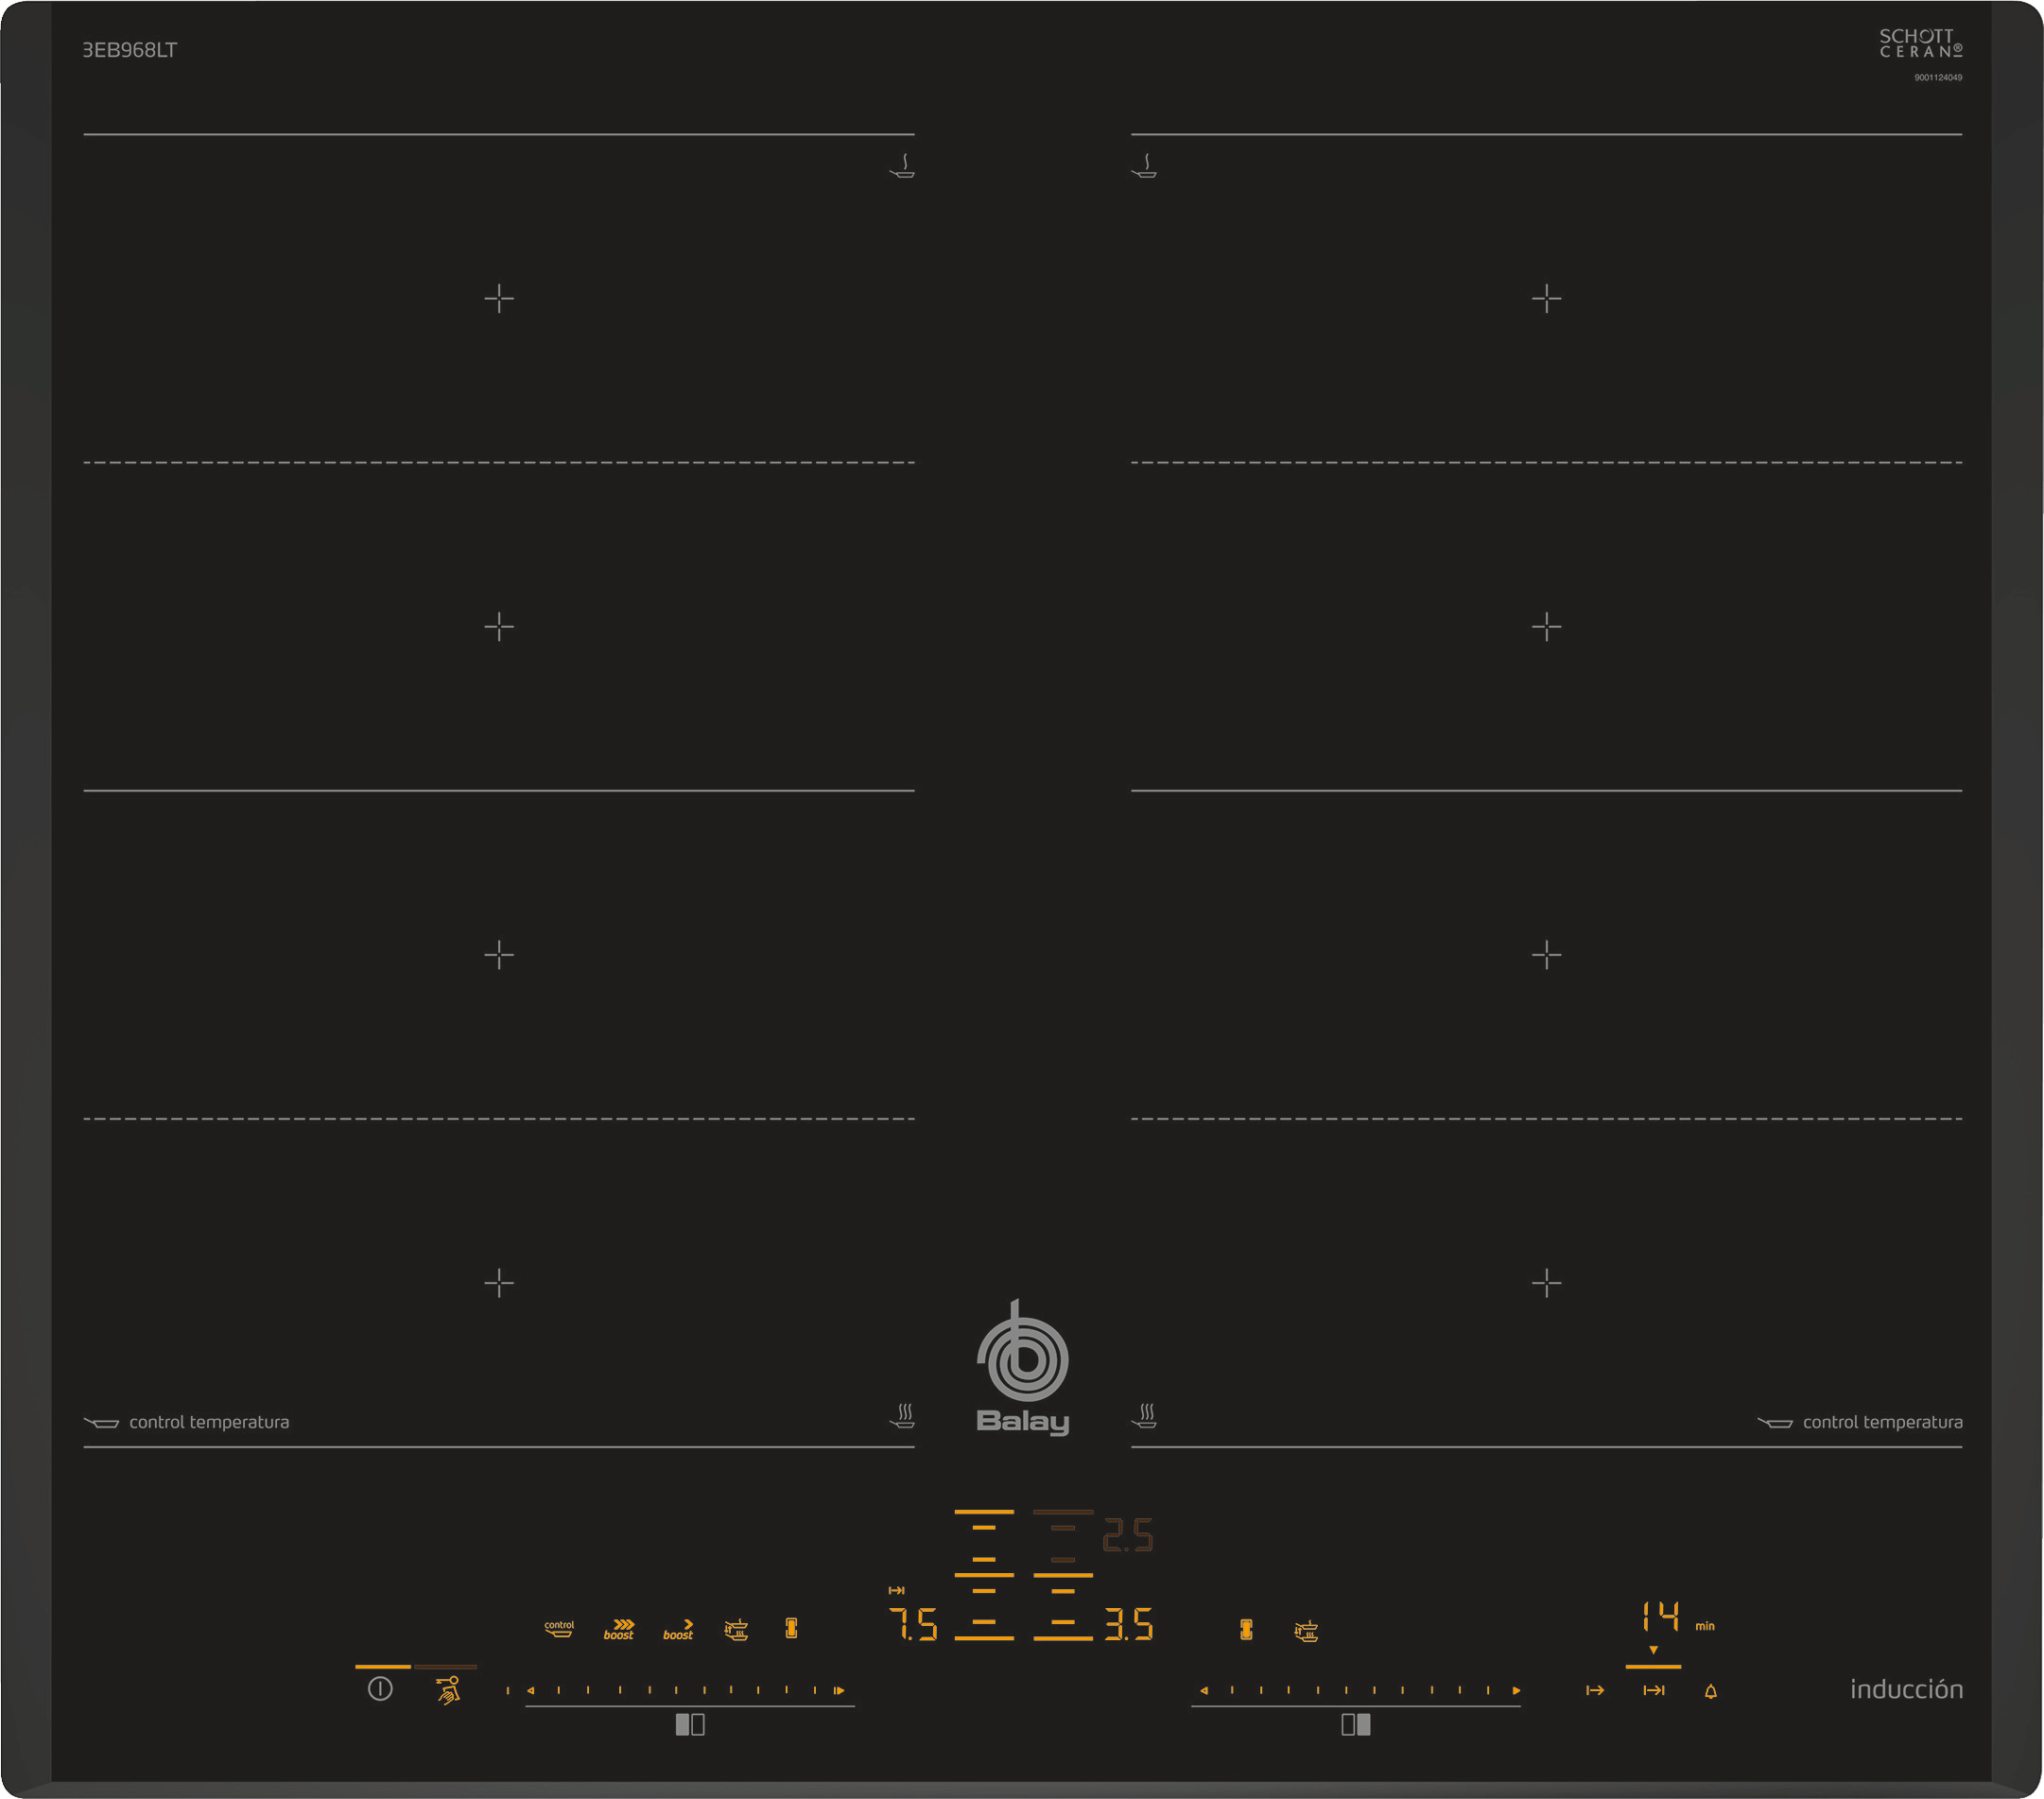 3EB968LT
SCHOTT
CERAN®
9001124049
Balay
control temperatura
control temperatura
2.5
7.5
3.5
control
boost
boost
14 min
inducción